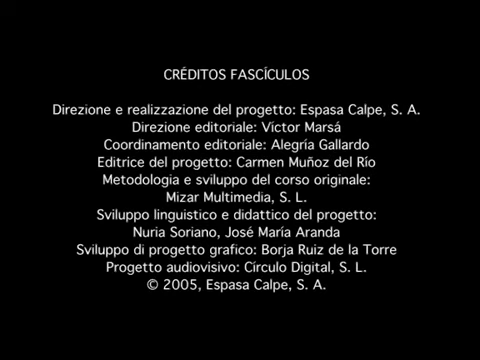 CRÉDITOS FASCÍCULOS
Direzione e realizzazione del progetto: Espasa Calpe, S. A.
Direzione editoriale: Víctor Marsá
Coordinamento editoriale: Alegría Gallardo
Editrice del progetto: Carmen Muñoz del Río
Metodologia e sviluppo del corso originale:
Mizar Multimedia, S. L.
Sviluppo linguistico e didattico del progetto:
Nuria Soriano, José María Aranda
Sviluppo di progetto grafico: Borja Ruiz de la Torre
Progetto audiovisivo: Círculo Digital, S. L.
© 2005, Espasa Calpe, S. A.